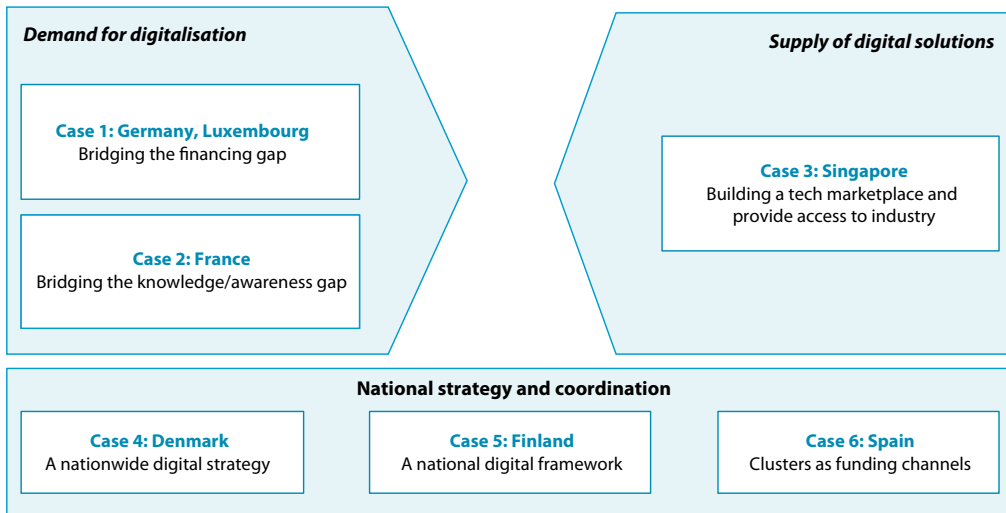 Demand for digitalisation
Case 1: Germany, Luxembourg
Bridging the financing gap
Case 2: France
Bridging the knowledge/awareness gap
Supply of digital solutions
Case 3: Singapore
Building a tech marketplace and
provide access to industry
National strategy and coordination
Case 4: Denmark
A nationwide digital strategy
Case 5: Finland
A national digital framework
Case 6: Spain
Clusters as funding channels